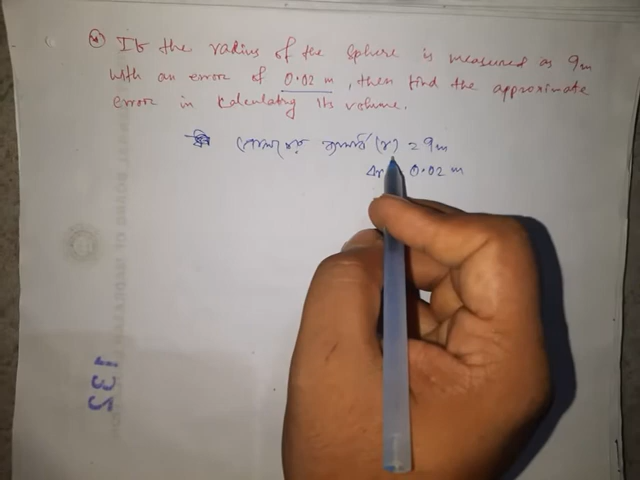 If the radius of the sphere is measured as 9m
with an error of 0.02 m, then find the approximate
error in calculating its volume.
গোলকের ব্যাসার্ধ (r) = 9m
Δr 0.02 m
132